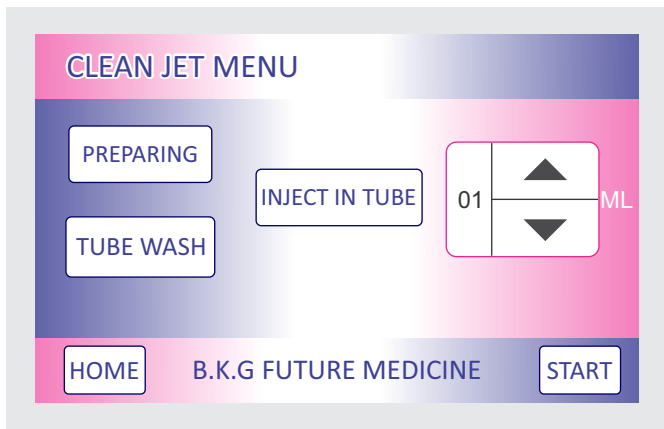 CLEAN JET MENU
PREPARING
INJECT IN TUBE
01
ML
TUBE WASH
HOME
B.K.G FUTURE MEDICINE
START